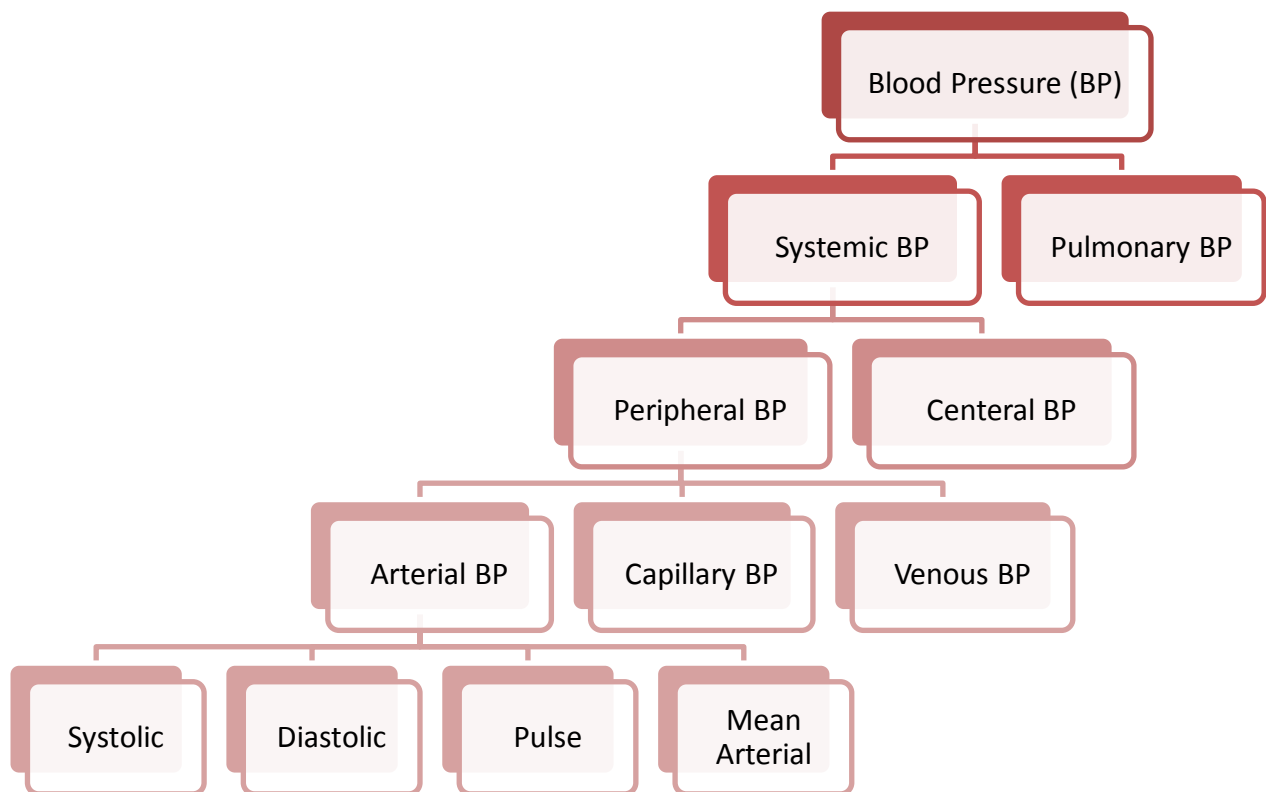 Blood Pressure (BP)
Systemic BP
Pulmonary BP
Peripheral BP
Centeral BP
Arterial BP
Capillary BP
Venous BP
Systolic
Diastolic
Pulse
Mean
Arterial